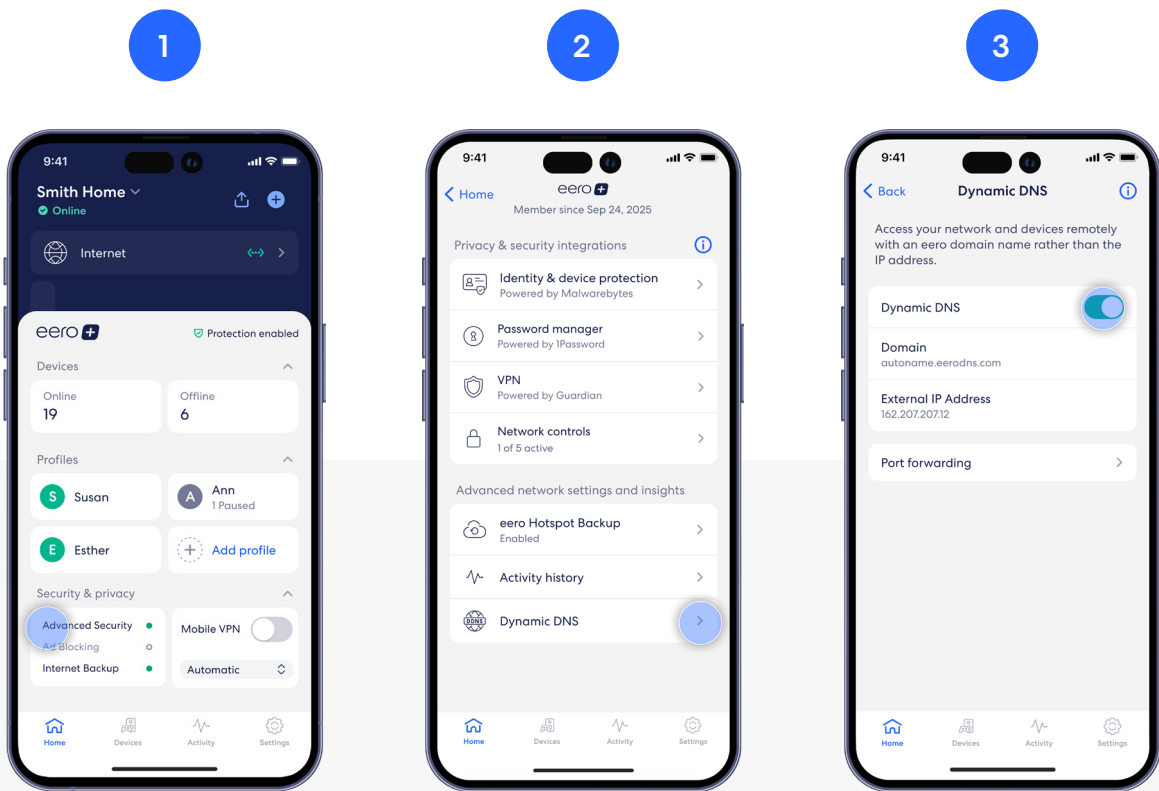 1
2
3
9:41
Smith Home
Online
Internet
eero
Protection enabled
Devices
Online
19
Offline
6
Profiles
S
Susan
A
Ann
1 Paused
E
Esther
Add profile
Security & privacy
Advanced Security
Ad Blocking
Internet Backup
Mobile VPN
Automatic
Home
Devices
Activity
Settings
9:41
Home
eero
Member since Sep 24, 2025
Privacy & security integrations
Identity & device protection
Powered by Malwarebytes
Password manager
Powered by 1Password
VPN
Powered by Guardian
Network controls
1 of 5 active
Advanced network settings and insights
eero Hotspot Backup
Enabled
Activity history
DDNS
Dynamic DNS
Home
Devices
Activity
Settings
9:41
Back
Dynamic DNS
Access your network and devices remotely
with an eero domain name rather than the
IP address.
Dynamic DNS
Domain
autoname.eerodns.com
External IP Address
162.207.207.12
Port forwarding
Home
Devices
Activity
Settings